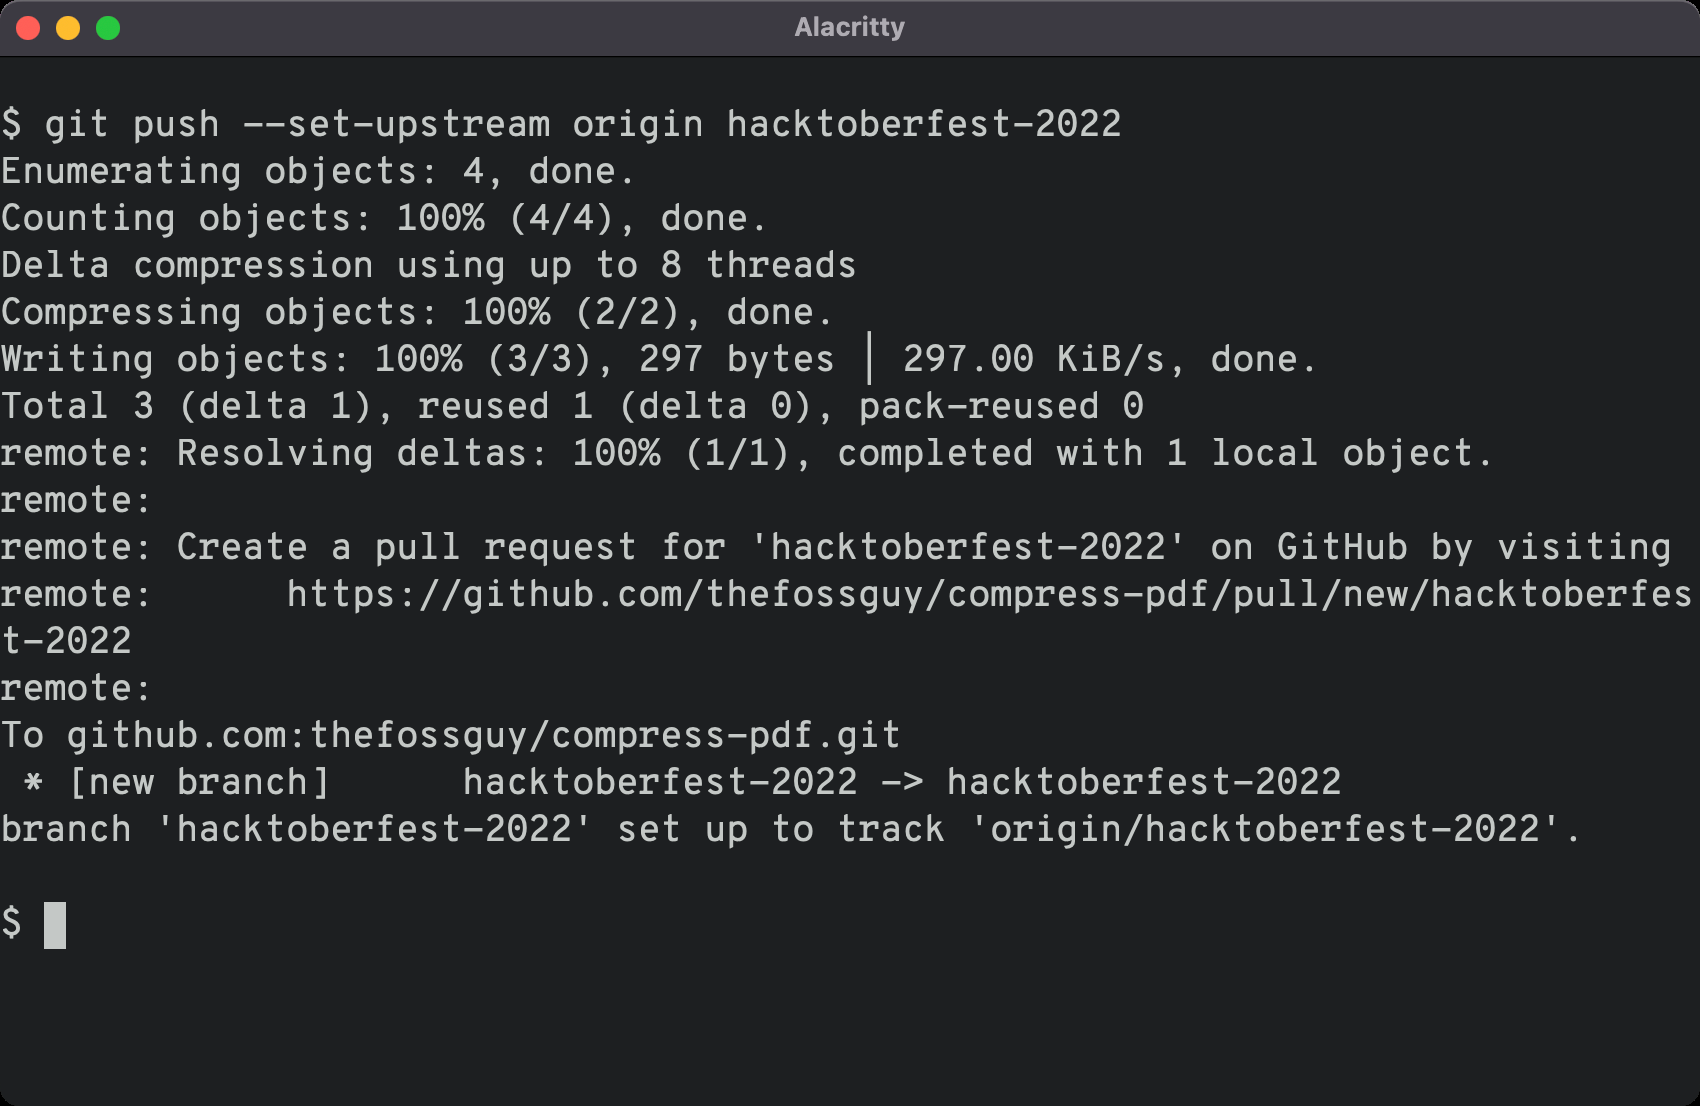 Alacritty
$ git push --set-upstream origin hacktoberfest-2022
Enumerating objects: 4, done.
Counting objects: 100% (4/4), done.
Delta compression using up to 8 threads
Compressing objects: 100% (2/2), done.
Writing objects: 100% (3/3), 297 bytes | 297.00 KiB/s, done.
Total 3 (delta 1), reused 1 (delta 0), pack-reused 0
remote: Resolving deltas: 100% (1/1), completed with 1 local object.
remote:
remote: Create a pull request for 'hacktoberfest-2022' on GitHub by visiting
remote:      https://github.com/thefossguy/compress-pdf/pull/new/hacktoberfes
t-2022
remote:
To github.com:thefossguy/compress-pdf.git
 * [new branch]      hacktoberfest-2022 -> hacktoberfest-2022
branch 'hacktoberfest-2022' set up to track 'origin/hacktoberfest-2022'.
$